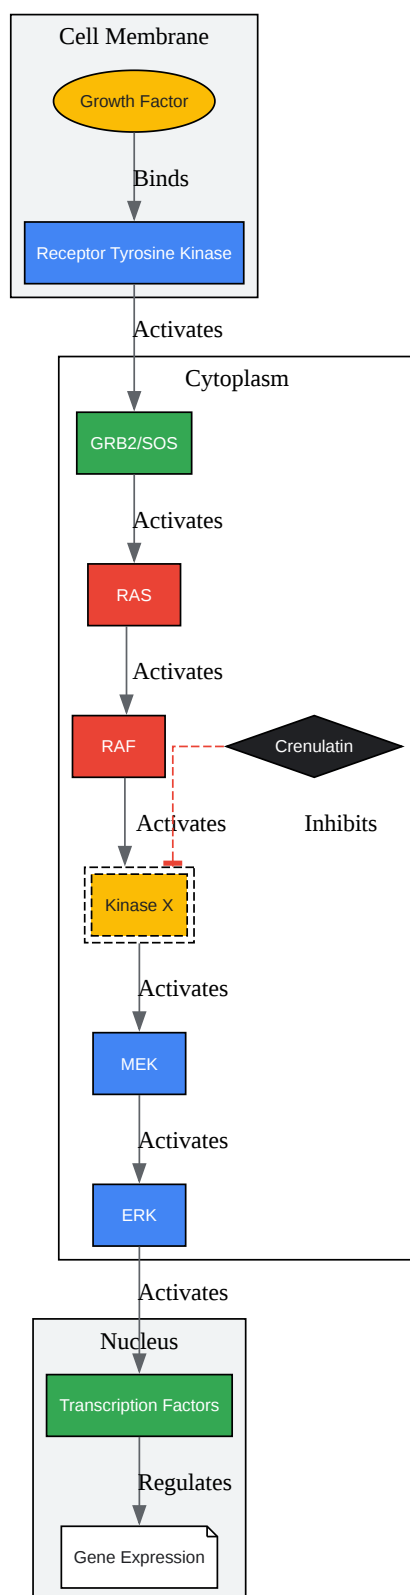 Cell Membrane
Growth Factor
Binds
Receptor Tyrosine Kinase
Activates
Cytoplasm
GRB2/SOS
Activates
RAS
Activates
RAF
Crenulatin
Activates
Inhibits
Kinase X
Activates
MEK
Activates
ERK
Activates
Nucleus
Transcription Factors
Regulates
Gene Expression